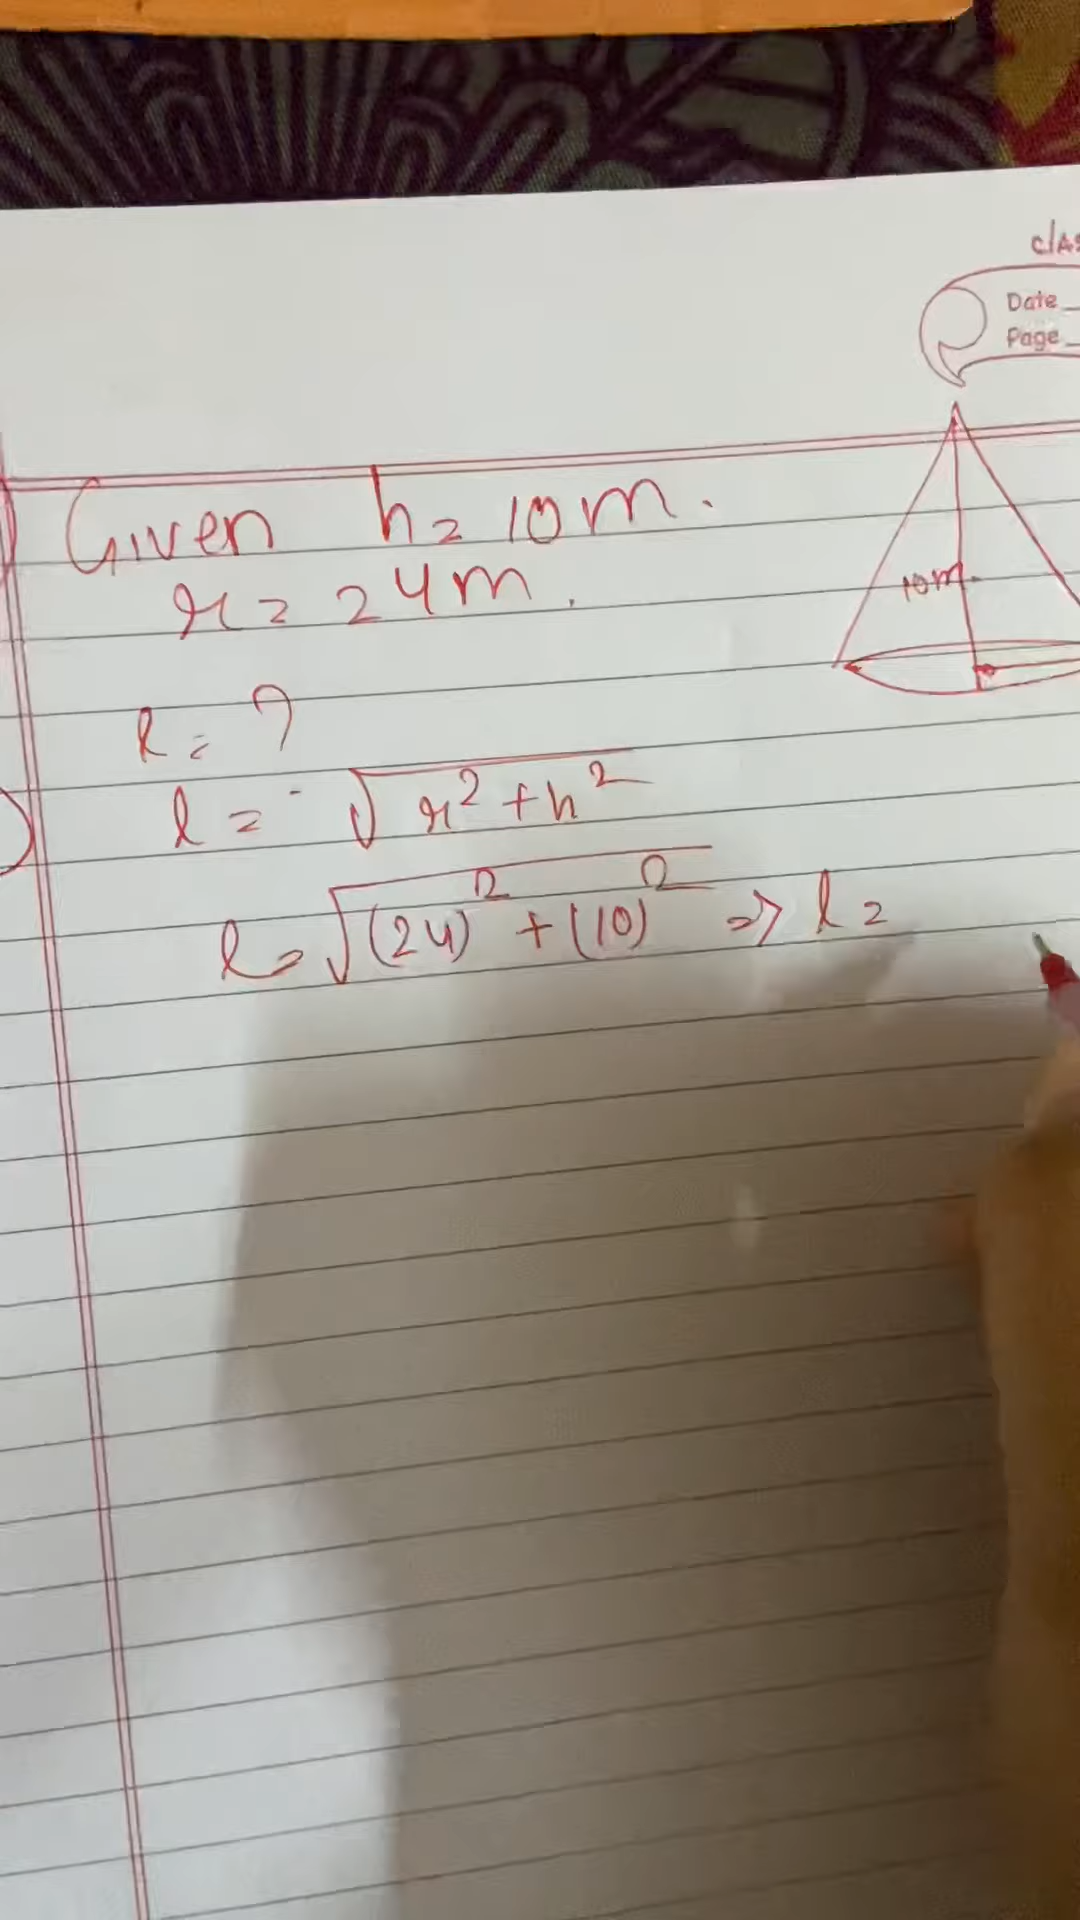 Date
Page
Given h = 10m.
r = 24m.
10m.
l = ?
l = √r² + h²
l = √(24)² + (10)² ⇒ l =